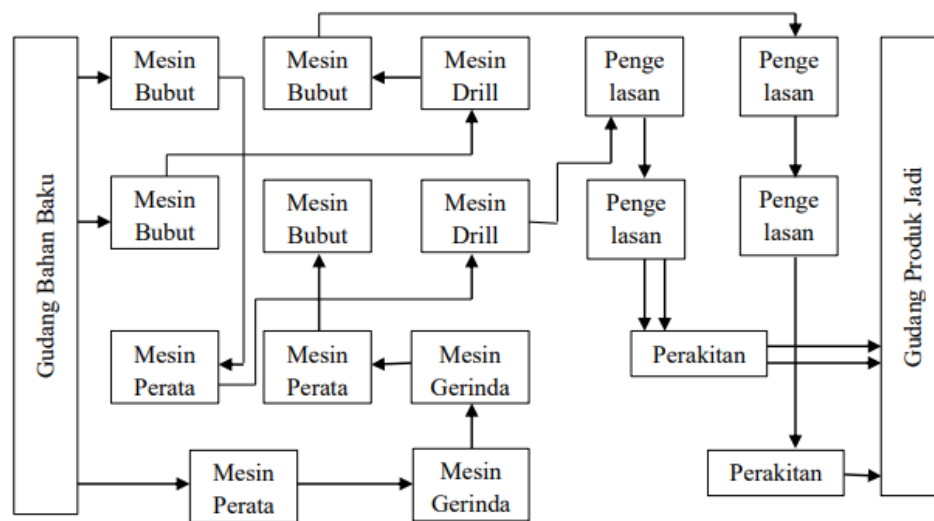 Gudang Bahan Baku
Mesin
Bubut
Mesin
Bubut
Mesin
Drill
Penge
lasan
Penge
lasan
Mesin
Bubut
Mesin
Bubut
Mesin
Drill
Penge
lasan
Penge
lasan
Mesin
Perata
Mesin
Perata
Mesin
Gerinda
Perakitan
Mesin
Perata
Mesin
Gerinda
Perakitan
Gudang Produk Jadi